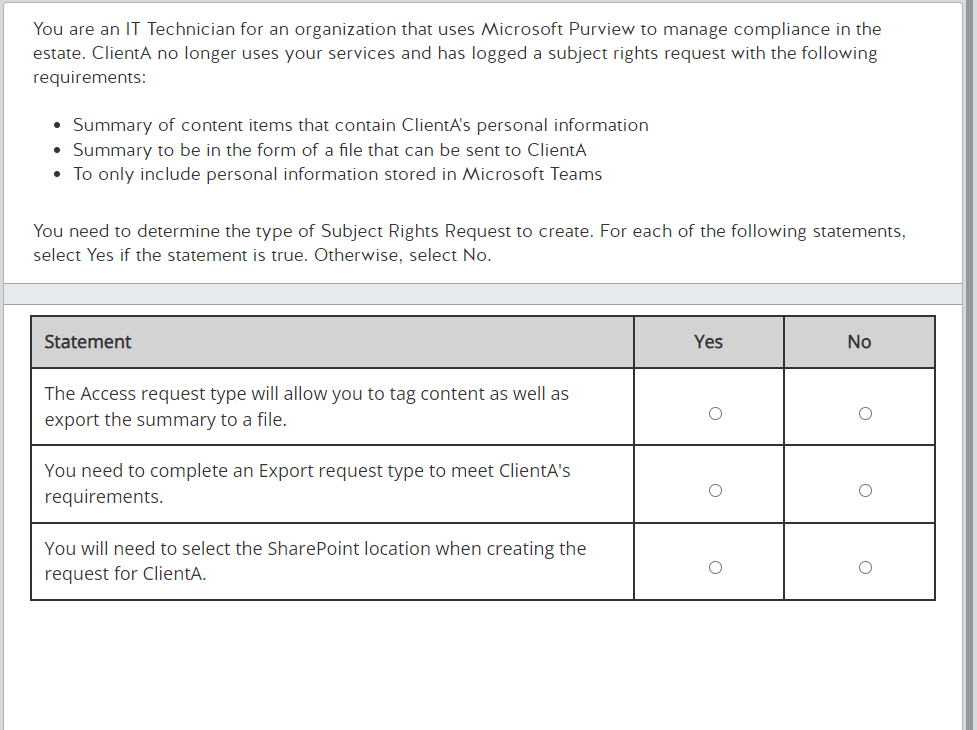 You are an IT Technician for an organization that uses Microsoft Purview to manage compliance in the
estate. ClientA no longer uses your services and has logged a subject rights request with the following
requirements:
• Summary of content items that contain ClientA's personal information
• Summary to be in the form of a file that can be sent to ClientA
• To only include personal information stored in Microsoft Teams
You need to determine the type of Subject Rights Request to create. For each of the following statements,
select Yes if the statement is true. Otherwise, select No.
Statement Yes No
The Access request type will allow you to tag content as well as
export the summary to a file.
You need to complete an Export request type to meet ClientA's
requirements.
You will need to select the SharePoint location when creating the
request for ClientA.